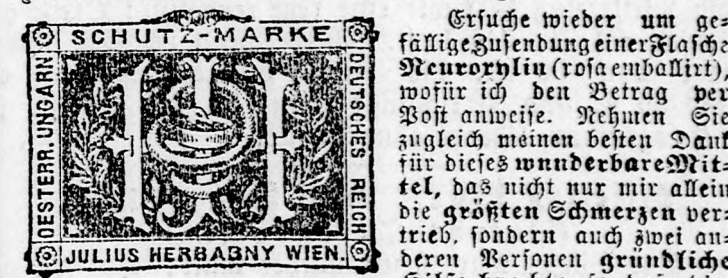 SCHUTZ-MARKE
OESTERR. UNGARN
DEUTSCHES REICH
JULIUS HERBABNY WIEN.
Ersuche wieder um ge-
fällige Zusendung einer Flasche
Neuroxylin (rosa emballirt),
wofür ich den Betrag per
Post anweise. Nehmen Sie
zugleich meinen besten Dank
für dieses wunderbare Mit-
tel, das nicht nur mir allein
die größten Schmerzen ver-
trieb, sondern auch zwei an-
deren Personen gründliche